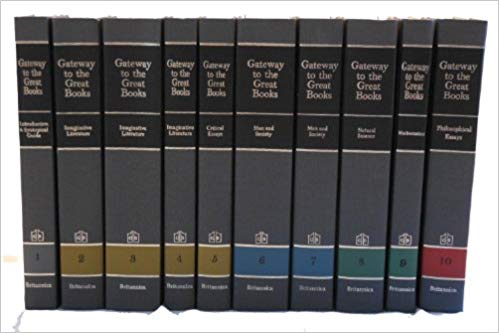 Gateway
to the
Great
Books
Introduction
& Syntopical
Guide
1
Britannica
Gateway
to the
Great
Books
Imaginative
Literature
2
Britannica
Gateway
to the
Great
Books
Imaginative
Literature
3
Britannica
Gateway
to the
Great
Books
Imaginative
Literature
4
Britannica
Gateway
to the
Great
Books
Critical
Essays
5
Britannica
Gateway
to the
Great
Books
Man and
Society
6
Britannica
Gateway
to the
Great
Books
Man and
Society
7
Britannica
Gateway
to the
Great
Books
Natural
Science
8
Britannica
Gateway
to the
Great
Books
Mathematics
9
Britannica
Gateway
to the
Great
Books
Philosophical
Essays
10
Britannica